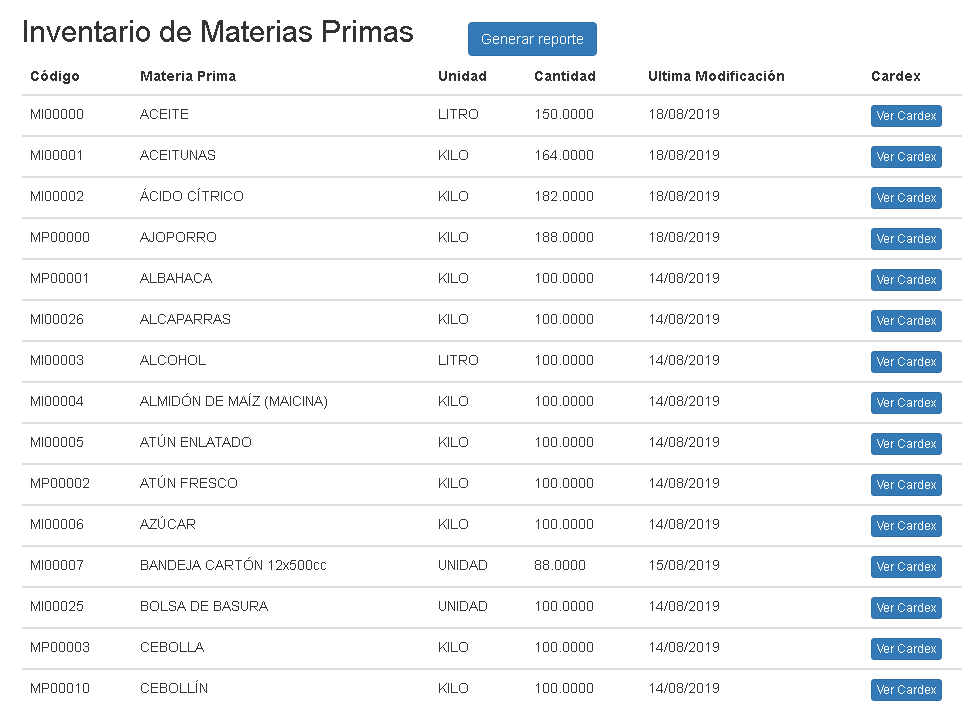 Inventario de Materias Primas Generar reporte
Código Materia Prima Unidad Cantidad Ultima Modificación Cardex
MI00000 ACEITE LITRO 150.0000 18/08/2019 Ver Cardex
MI00001 ACEITUNAS KILO 164.0000 18/08/2019 Ver Cardex
MI00002 ÁCIDO CÍTRICO KILO 182.0000 18/08/2019 Ver Cardex
MP00000 AJOPORRO KILO 188.0000 18/08/2019 Ver Cardex
MP00001 ALBAHACA KILO 100.0000 14/08/2019 Ver Cardex
MI00026 ALCAPARRAS KILO 100.0000 14/08/2019 Ver Cardex
MI00003 ALCOHOL LITRO 100.0000 14/08/2019 Ver Cardex
MI00004 ALMIDÓN DE MAÍZ (MAICINA) KILO 100.0000 14/08/2019 Ver Cardex
MI00005 ATÚN ENLATADO KILO 100.0000 14/08/2019 Ver Cardex
MP00002 ATÚN FRESCO KILO 100.0000 14/08/2019 Ver Cardex
MI00006 AZÚCAR KILO 100.0000 14/08/2019 Ver Cardex
MI00007 BANDEJA CARTÓN 12x500cc UNIDAD 88.0000 15/08/2019 Ver Cardex
MI00025 BOLSA DE BASURA UNIDAD 100.0000 14/08/2019 Ver Cardex
MP00003 CEBOLLA KILO 100.0000 14/08/2019 Ver Cardex
MP00010 CEBOLLÍN KILO 100.0000 14/08/2019 Ver Cardex